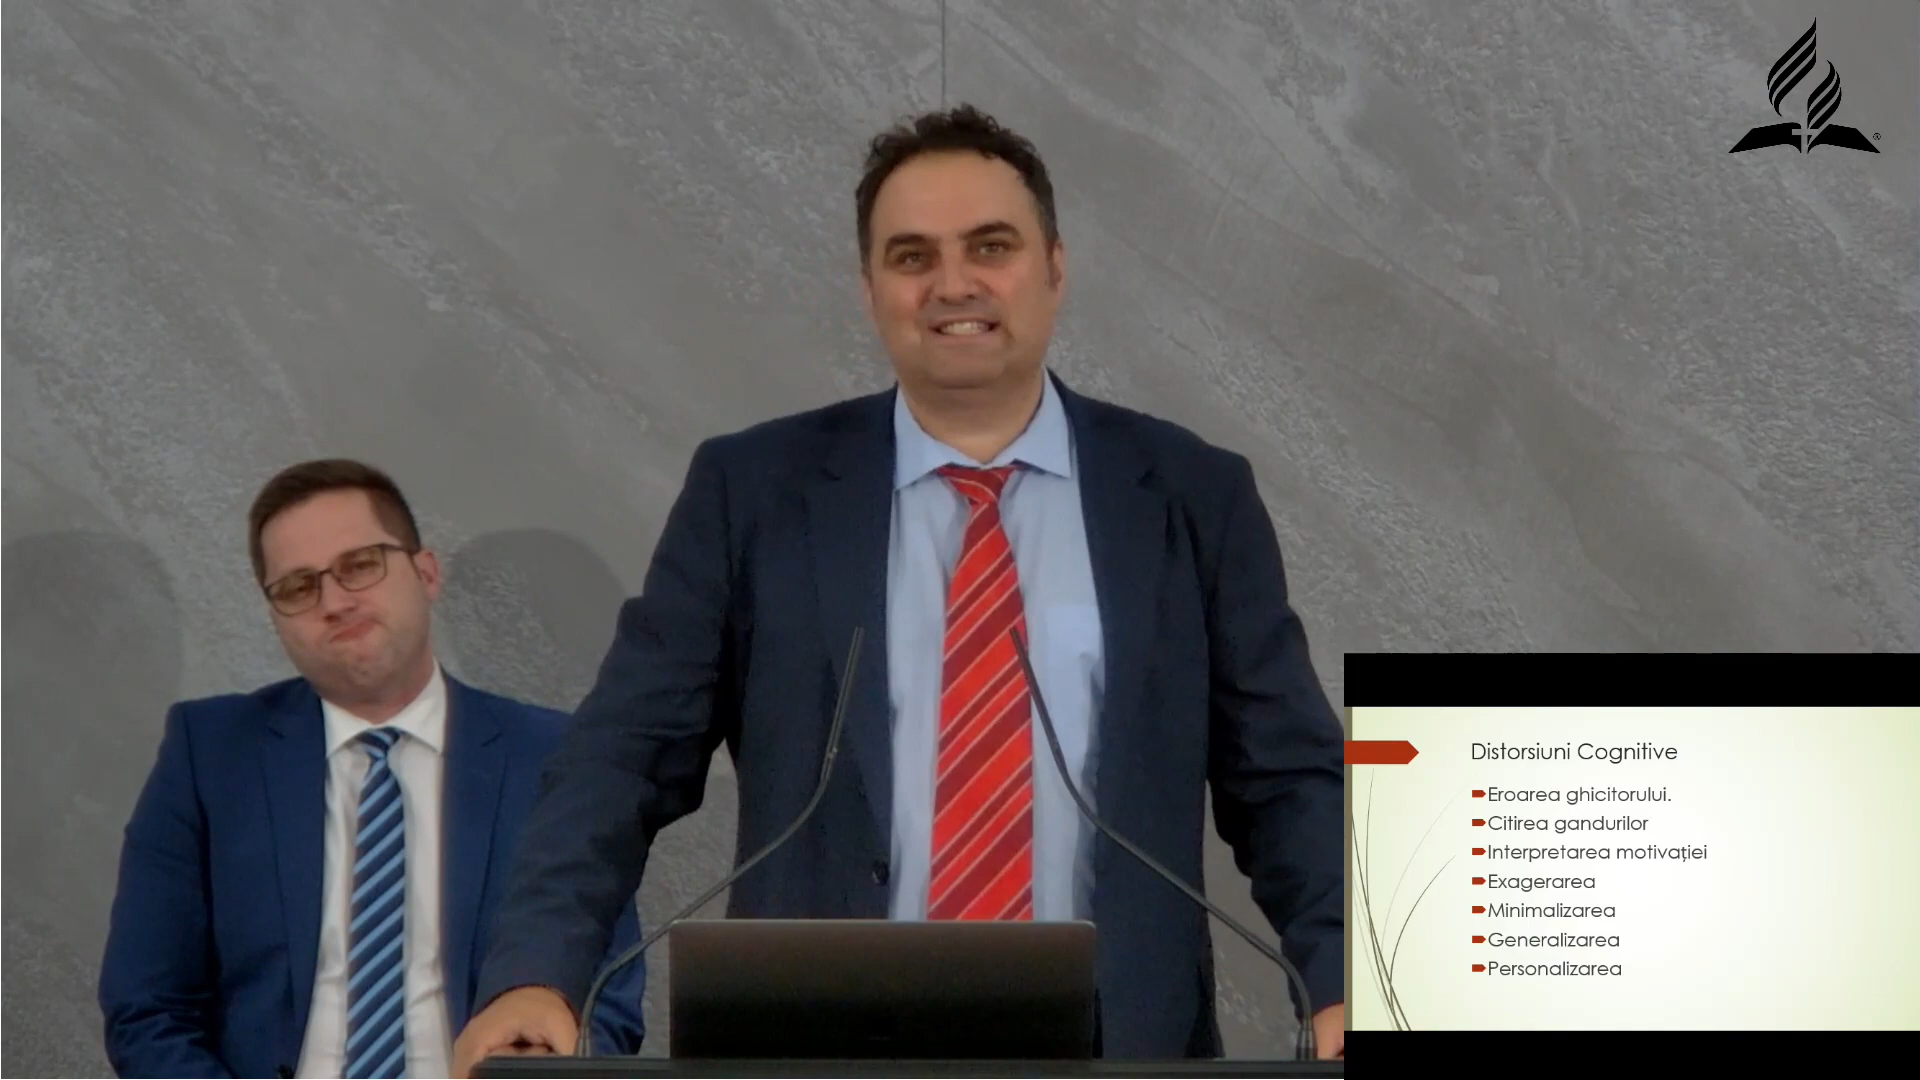 ®
Distorsiuni Cognitive
Eroarea ghicitorului.
Citirea gandurilor
Interpretarea motivației
Exagerarea
Minimalizarea
Generalizarea
Personalizarea